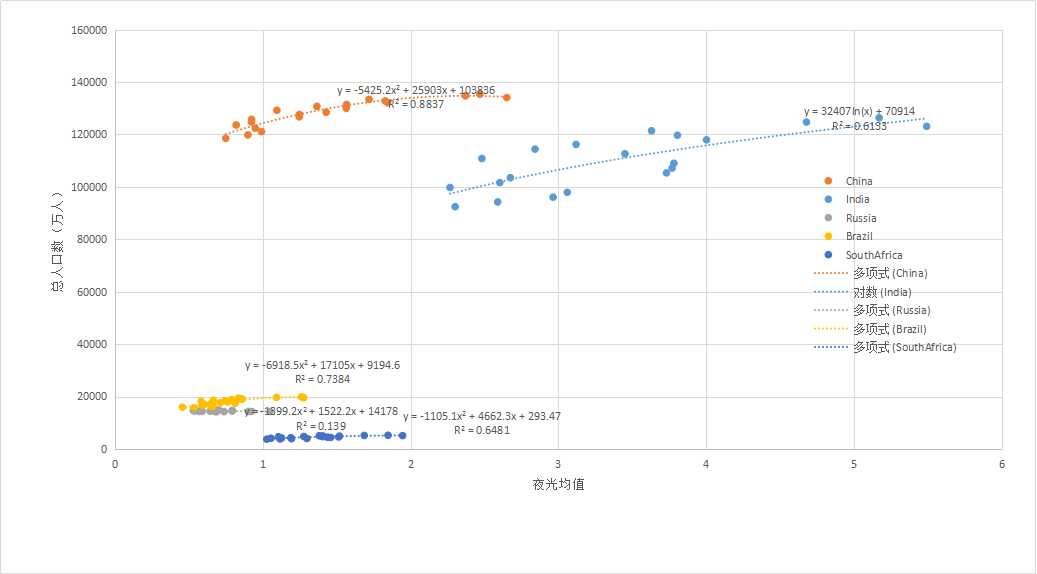 160000
140000
120000
100000
80000
60000
40000
20000
0
总人口数（万人）
y = -5425.2x² + 25903x + 103836
R² = 0.8837
y = 32407ln(x) + 70914
R² = 0.6133
China
India
Russia
Brazil
SouthAfrica
多项式 (China)
对数 (India)
多项式 (Russia)
多项式 (Brazil)
多项式 (SouthAfrica)
y = -6918.5x² + 17105x + 9194.6
R² = 0.7384
y = -1899.2x² + 1522.2x + 14178
R² = 0.139
y = -1105.1x² + 4662.3x + 293.47
R² = 0.6481
0 1 2 3 4 5 6
夜光均值